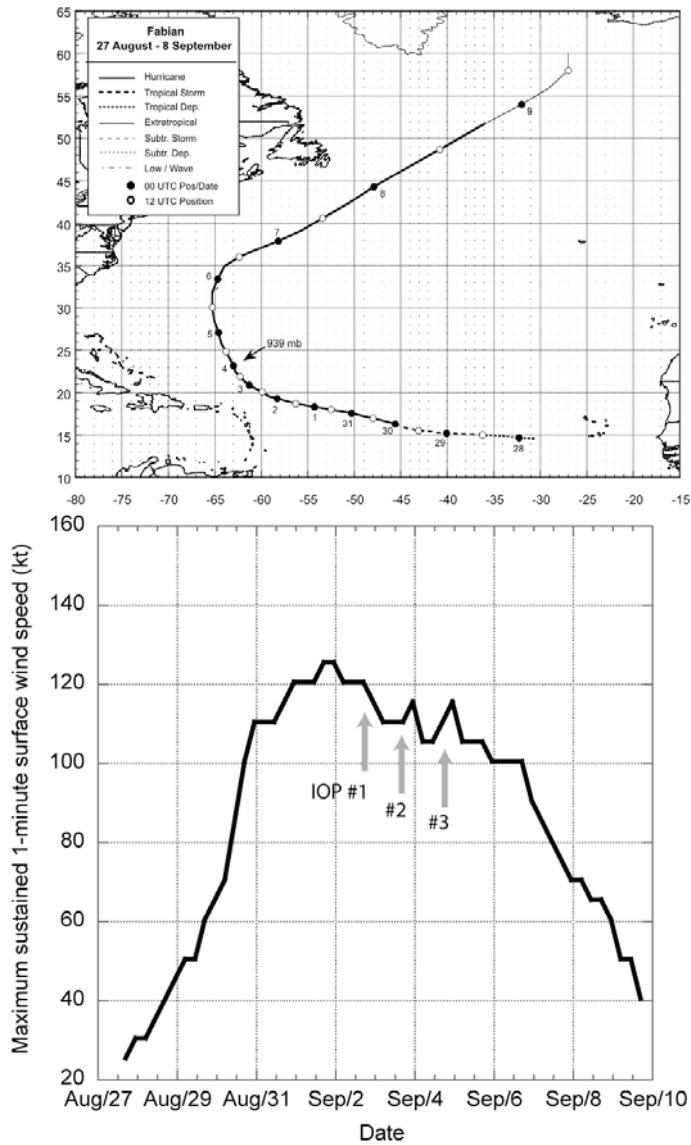 65
60
55
50
45
40
35
30
25
20
15
10
Fabian
27 August - 8 September
Hurricane
Tropical Storm
Tropical Dep.
Extratropical
Subtr. Storm
Subtr. Dep.
Low / Wave
00 UTC Pos/Date
12 UTC Position
9
8
7
6
5
939 mb
4
3
2
1
31
30
29
28
-80 -75 -70 -65 -60 -55 -50 -45 -40 -35 -30 -25 -20 -15
Maximum sustained 1-minute surface wind speed (kt)
160
140
120
100
80
60
40
20
IOP #1
#2
#3
Aug/27 Aug/29 Aug/31 Sep/2 Sep/4 Sep/6 Sep/8 Sep/10
Date